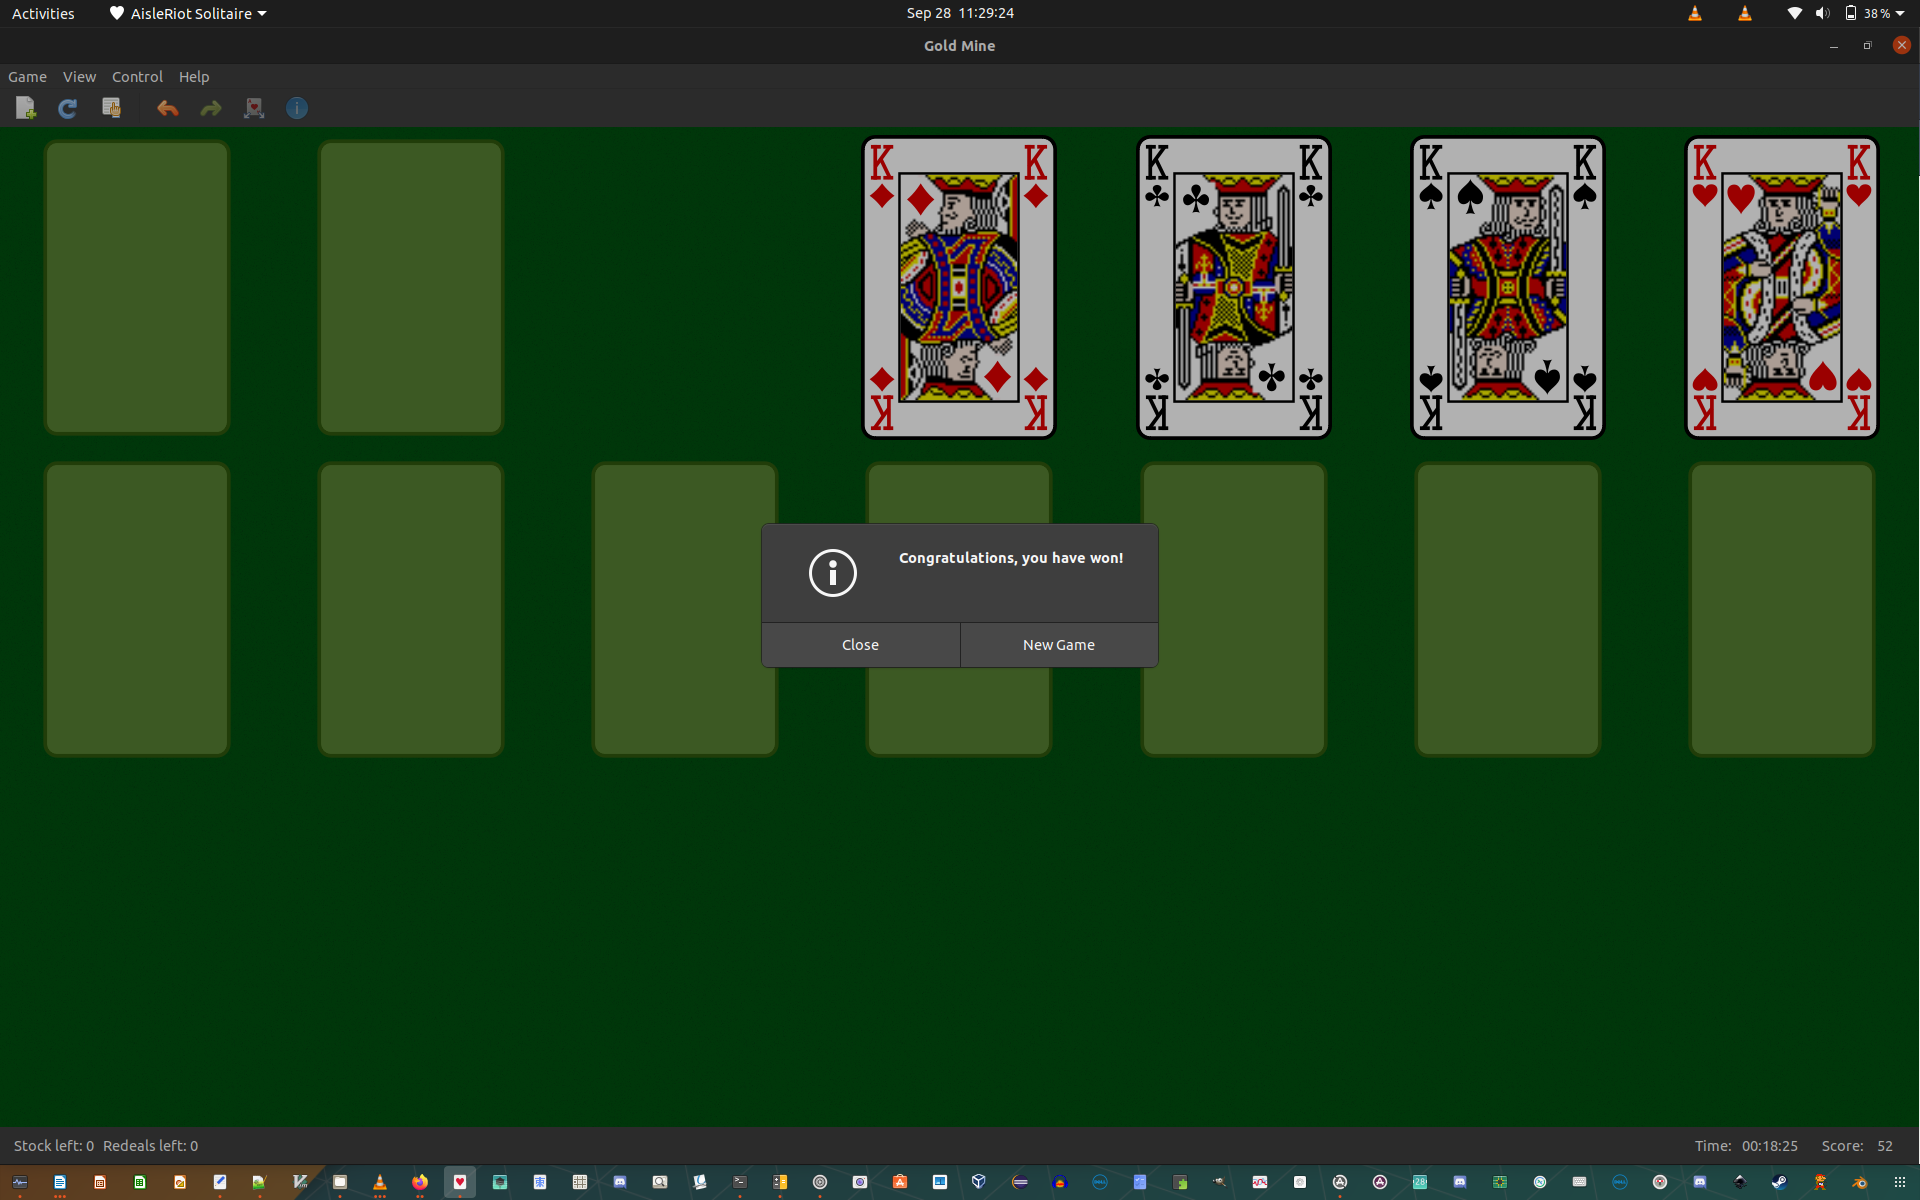 Activities
AisleRiot Solitaire
Sep 28 11:29:24
38 %
Gold Mine
Game View Control Help
K K K K K K K K
Congratulations, you have won!
Close New Game
K K K K K K K K
Stock left: 0 Redeals left: 0
Time: 00:18:25 Score: 52